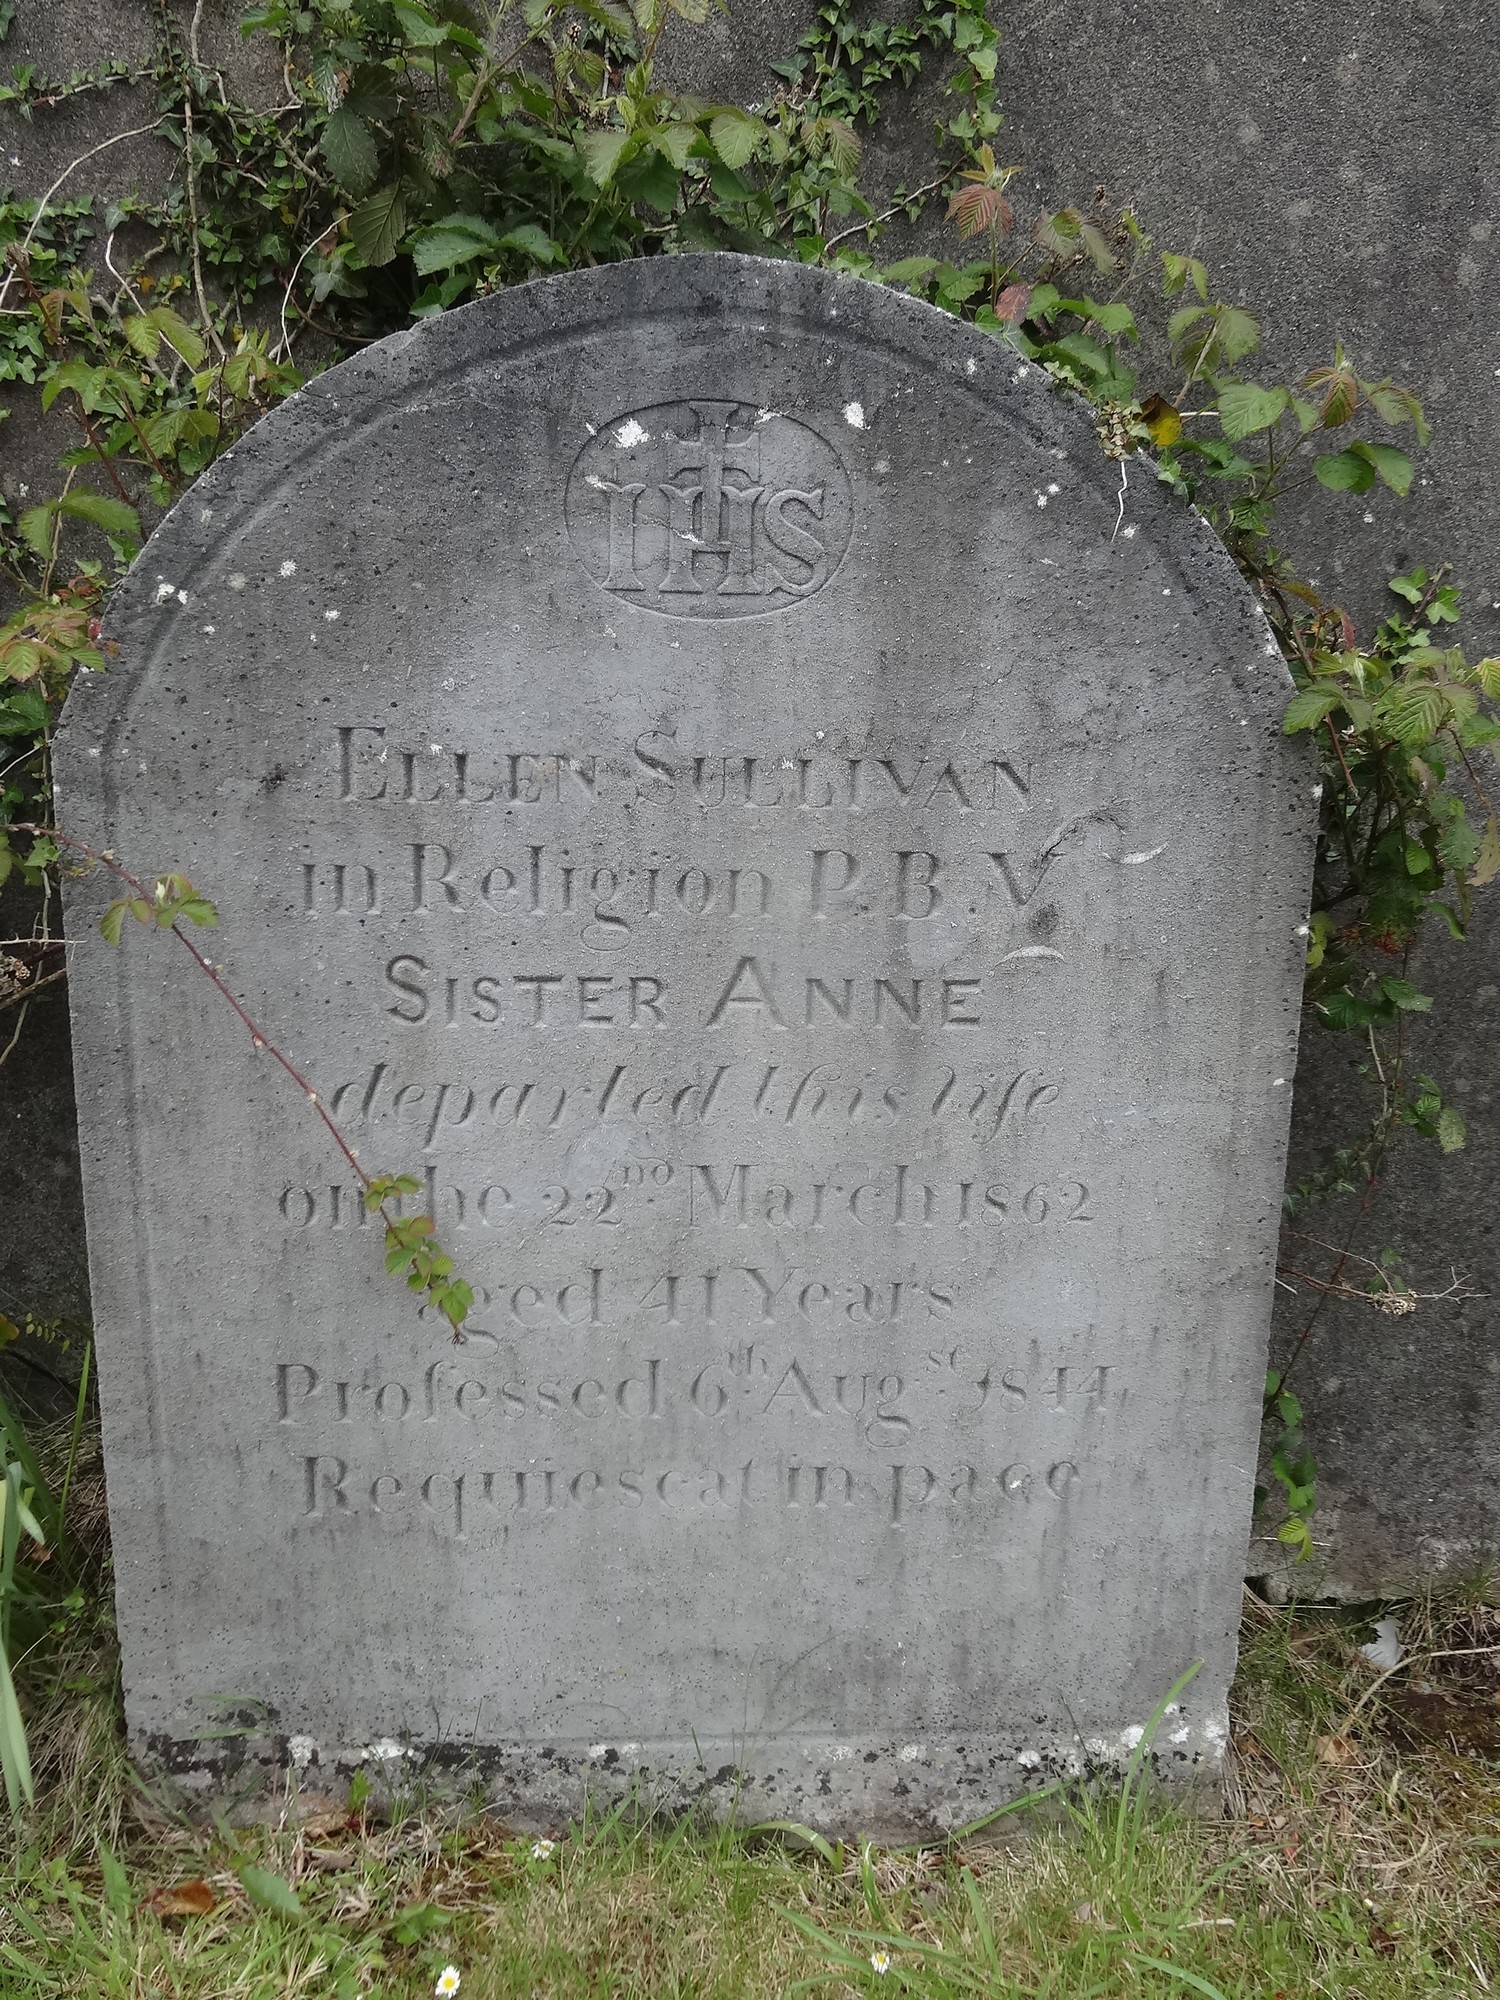 IHS
ELLEN SULLIVAN
in Religion P.B.V
SISTER ANNE
departed this life
on the 22nd. March 1862
aged 41 Years
Professed 6th. Augst. 1844
Requiescat in pace